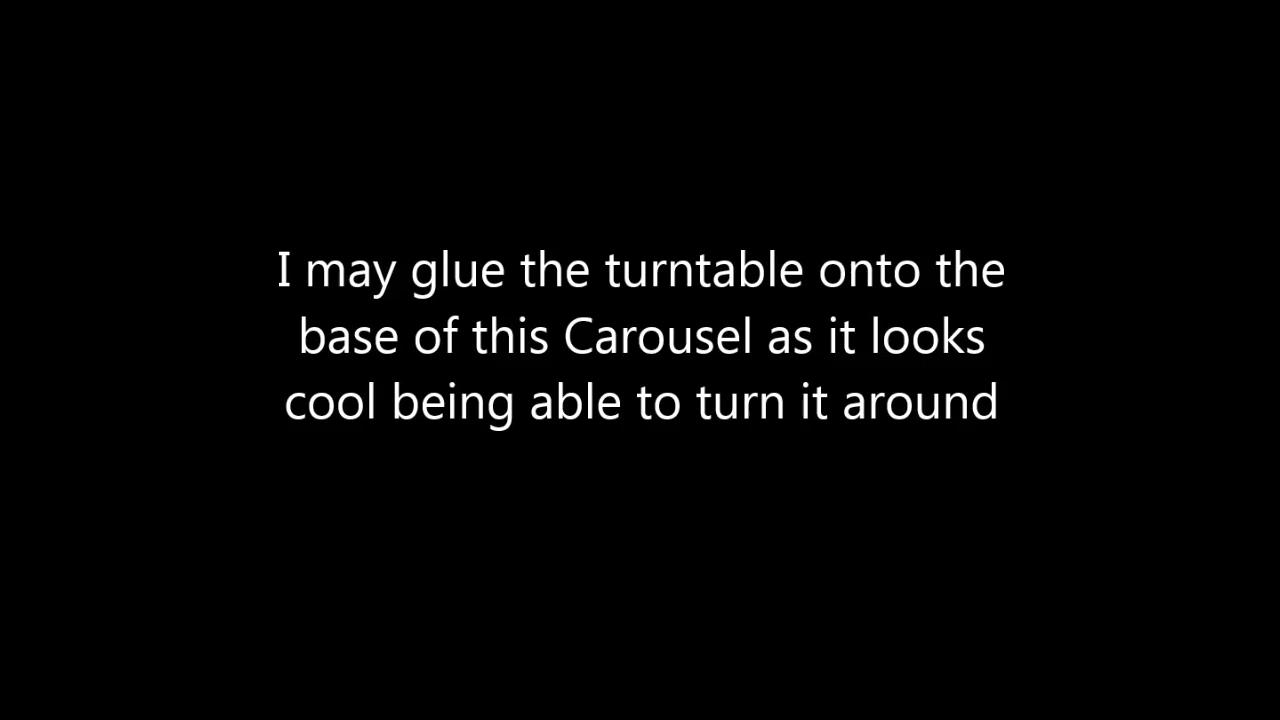 I may glue the turntable onto the
base of this Carousel as it looks
cool being able to turn it around